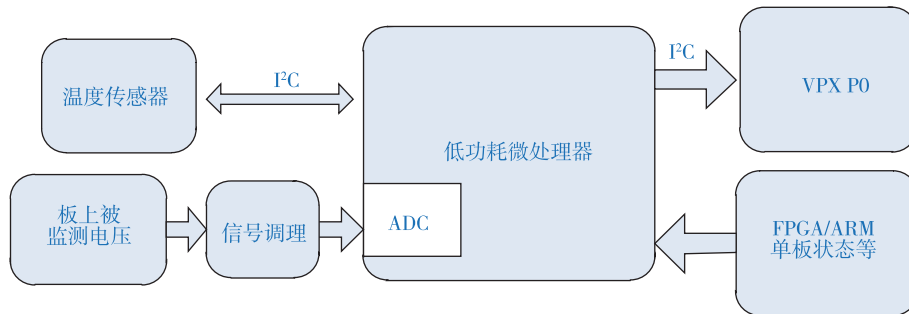 温度传感器
I²C
低功耗微处理器
I²C
VPX P0
板上被
监测电压
信号调理
ADC
FPGA/ARM
单板状态等